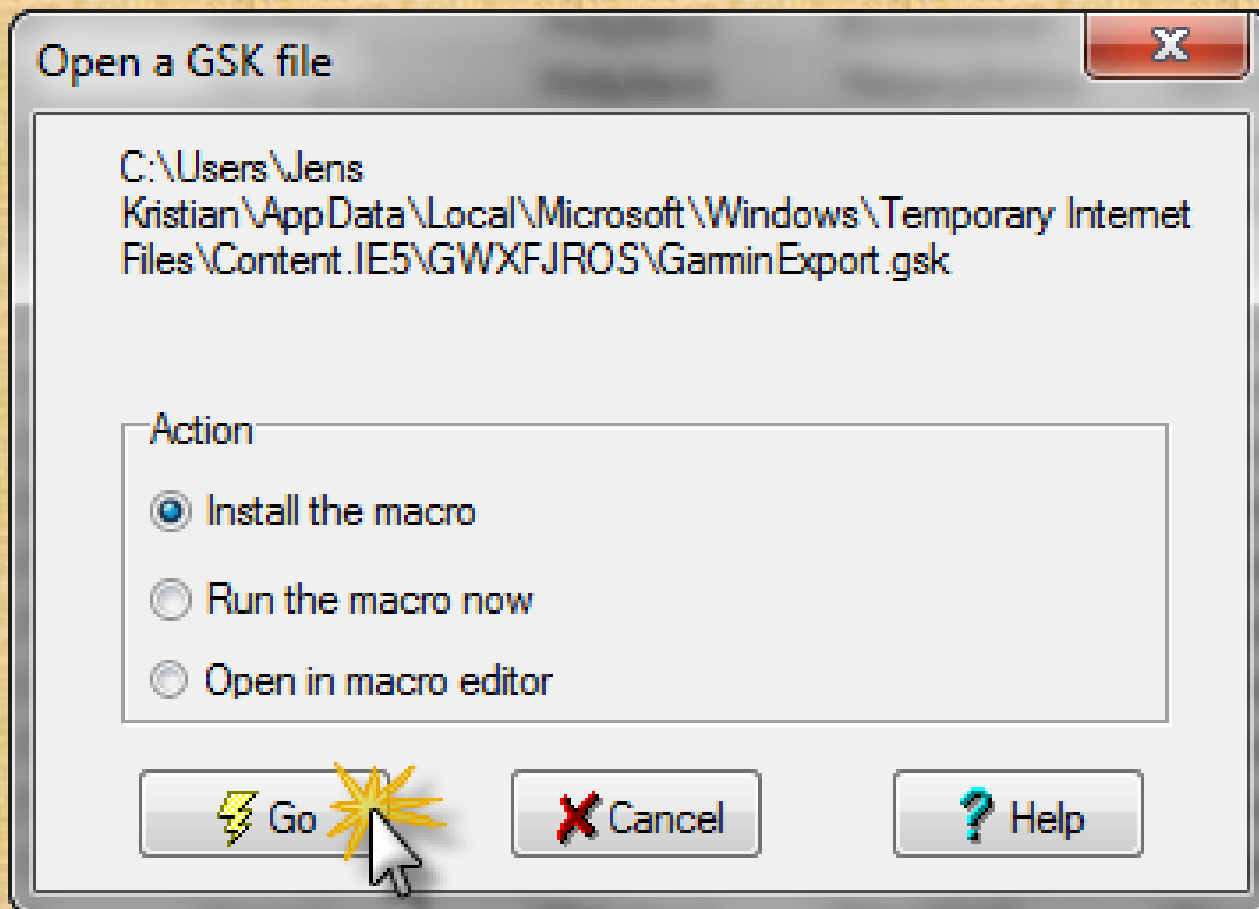 Open a GSK file
C:\Users\Jens
Kristian\AppData\Local\Microsoft\Windows\Temporary Internet
Files\Content.IE5\GWXFJROS\GarminExport.gsk
Action
Install the macro
Run the macro now
Open in macro editor
Go Cancel Help